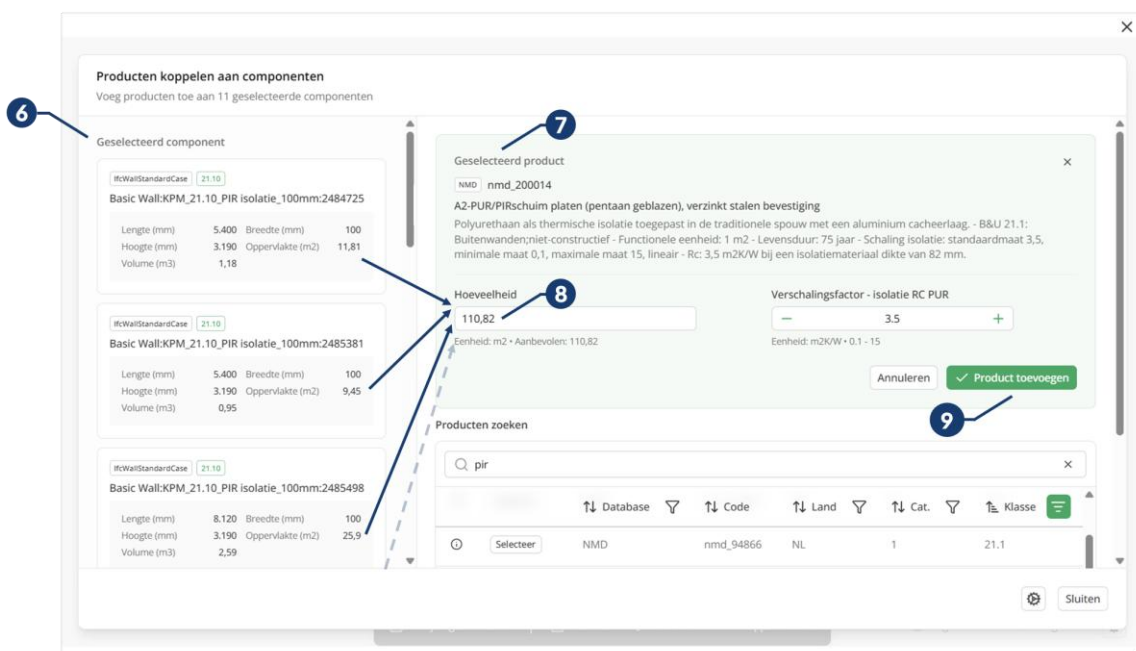 Producten koppelen aan componenten
Voeg producten toe aan 11 geselecteerde componenten
6
Geselecteerd component
IfcWallStandardCase 21.10
Basic Wall:KPM_21.10_PIR isolatie_100mm:2484725
Lengte (mm) 5.400 Breedte (mm) 100
Hoogte (mm) 3.190 Oppervlakte (m2) 11,81
Volume (m3) 1,18
IfcWallStandardCase 21.10
Basic Wall:KPM_21.10_PIR isolatie_100mm:2485381
Lengte (mm) 5.400 Breedte (mm) 100
Hoogte (mm) 3.190 Oppervlakte (m2) 9,45
Volume (m3) 0,95
IfcWallStandardCase 21.10
Basic Wall:KPM_21.10_PIR isolatie_100mm:2485498
Lengte (mm) 8.120 Breedte (mm) 100
Hoogte (mm) 3.190 Oppervlakte (m2) 25,9
Volume (m3) 2,59
7
Geselecteerd product
NMD nmd_200014
A2-PUR/PIRschuim platen (pentaan geblazen), verzinkt stalen bevestiging
Polyurethaan als thermische isolatie toegepast in de traditionele spouw met een aluminium cacheerlaag. - B&U 21.1:
Buitenwanden;niet-constructief - Functionele eenheid: 1 m2 - Levensduur: 75 jaar - Schaling isolatie: standaardmaat 3,5,
minimale maat 0,1, maximale maat 15, lineair - Rc: 3,5 m2K/W bij een isolatiemateriaal dikte van 82 mm.
Hoeveelheid
8
110,82
Eenheid: m2 • Aanbevolen: 110,82
Verschalingsfactor - isolatie RC PUR
− 3.5 +
Eenheid: m2K/W • 0.1 - 15
Annuleren Product toevoegen
9
Producten zoeken
pir
Database Code Land Cat. Klasse
Selecteer NMD nmd_94866 NL 1 21.1
Sluiten